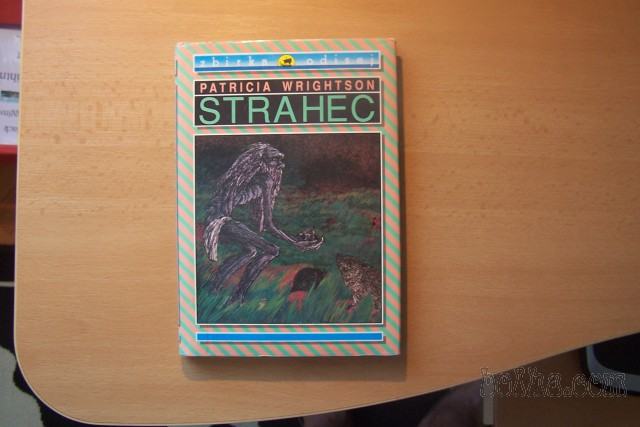 zbirka odisej
PATRICIA WRIGHTSON
STRAHEC
bolha.com